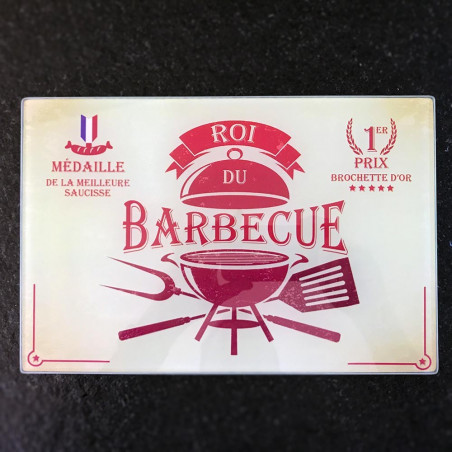 ROI
DU
BARBECUE
MÉDAILLE
DE LA MEILLEURE
SAUCISSE
1ER
PRIX
BROCHETTE D'OR